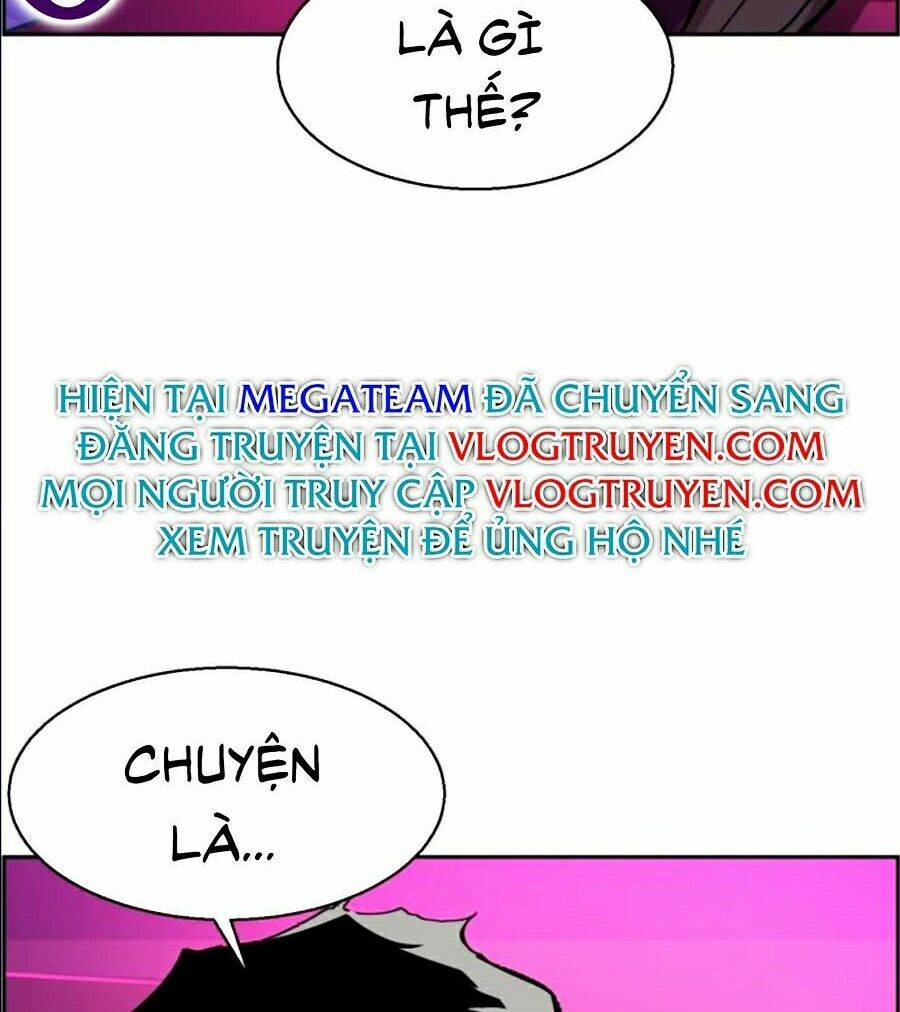 LÀ GÌ
THẾ?
HIỆN TẠI MEGATEAM ĐÃ CHUYỂN SANG
ĐĂNG TRUYỆN TẠI VLOGTRUYEN.COM
MỌI NGƯỜI TRUY CẬP VLOGTRUYEN.COM
XEM TRUYỆN ĐỂ ỦNG HỘ NHÉ
CHUYỆN
LÀ...